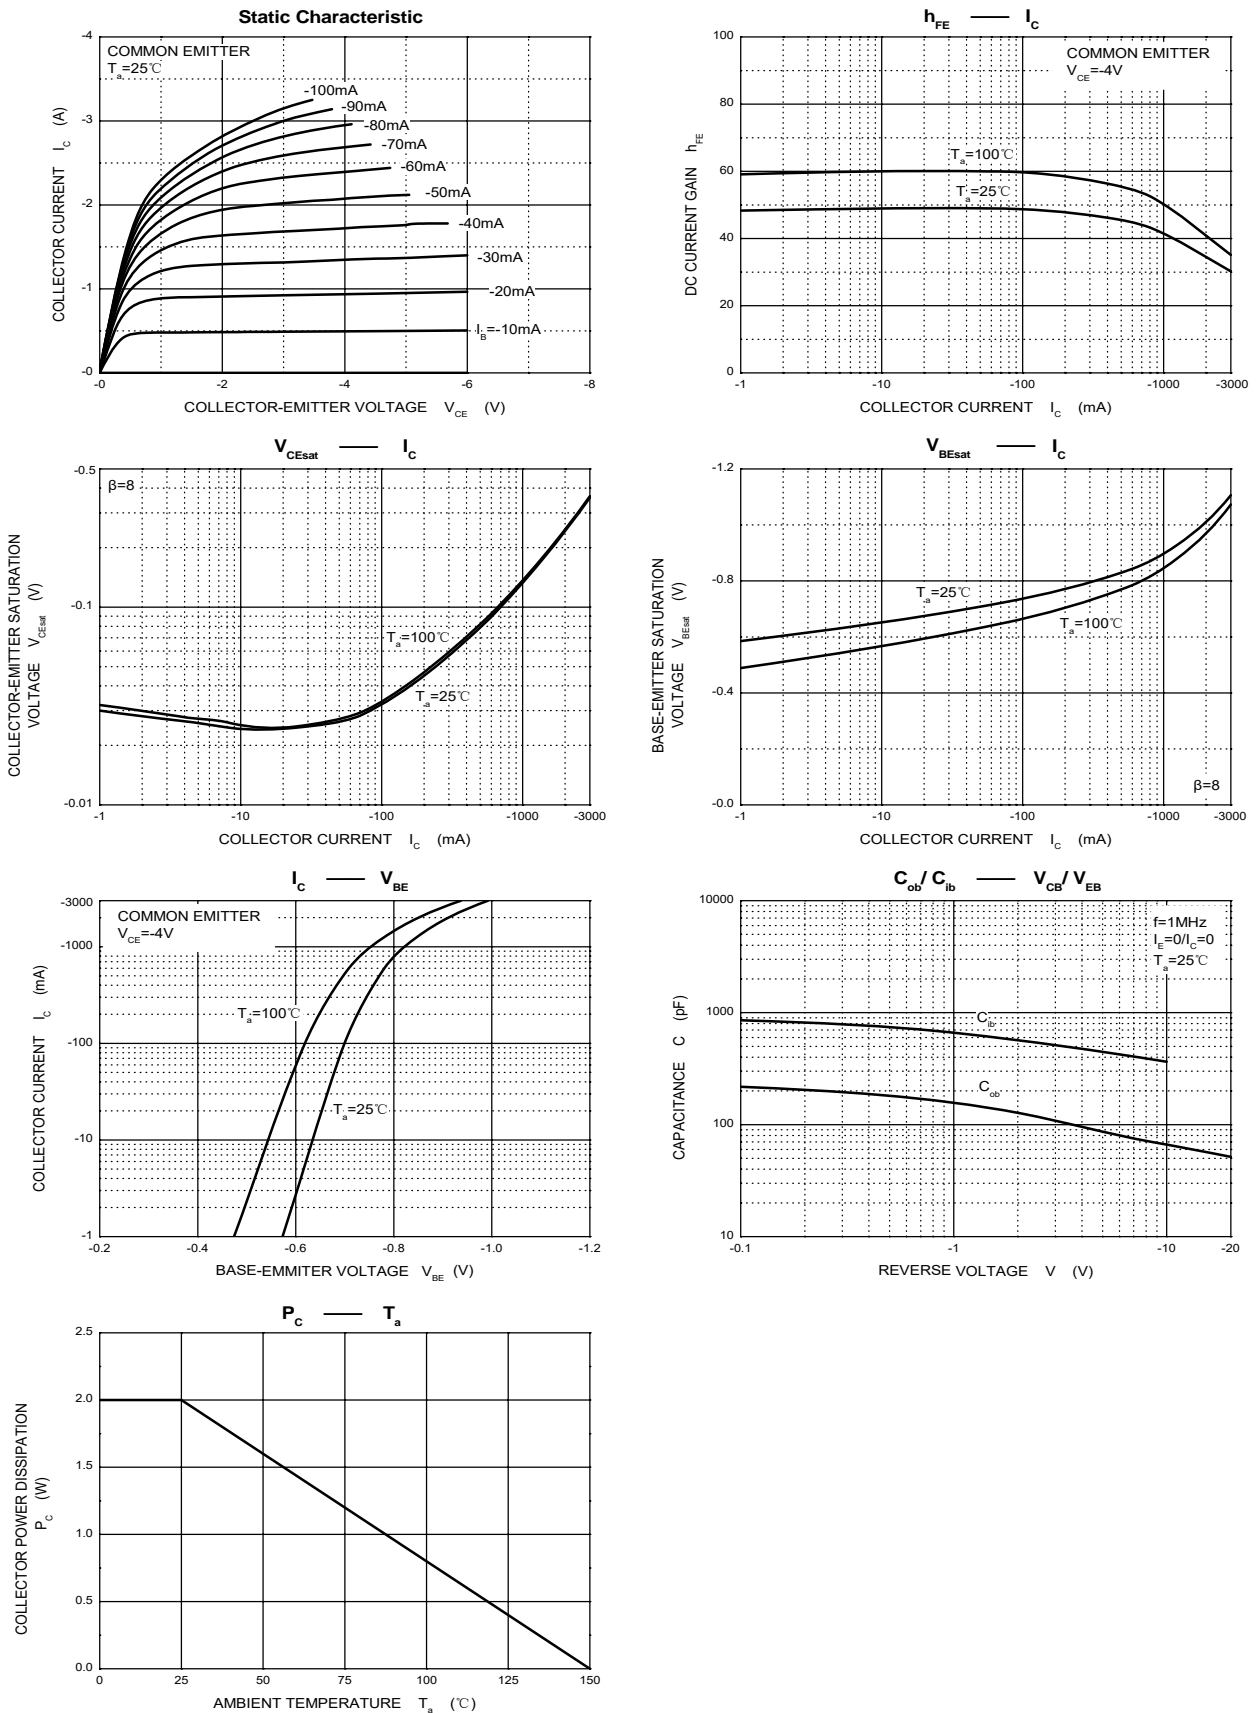 Static Characteristic
COMMON EMITTER
Ta=25℃
-100mA
-90mA
-80mA
-70mA
-60mA
-50mA
-40mA
-30mA
-20mA
IB=-10mA
-4
-3
-2
-1
-0
-0
-2
-4
-6
-8
COLLECTOR CURRENT IC (A)
COLLECTOR-EMITTER VOLTAGE VCE (V)
hFE —— IC
COMMON EMITTER
VCE=-4V
Ta=100℃
Ta=25℃
100
80
60
40
20
0
-1
-10
-100
-1000
-3000
DC CURRENT GAIN hFE
COLLECTOR CURRENT IC (mA)
VCEsat —— IC
β=8
Ta=100℃
Ta=25℃
-0.5
-0.1
-0.01
-1
-10
-100
-1000
-3000
COLLECTOR-EMITTER SATURATION
VOLTAGE VCEsat (V)
COLLECTOR CURRENT IC (mA)
VBEsat —— IC
Ta=25℃
Ta=100℃
β=8
-1.2
-0.8
-0.4
-0.0
-1
-10
-100
-1000
-3000
BASE-EMITTER SATURATION
VOLTAGE VBEsat (V)
COLLECTOR CURRENT IC (mA)
IC —— VBE
COMMON EMITTER
VCE=-4V
Ta=100℃
Ta=25℃
-3000
-1000
-100
-10
-1
-0.2
-0.4
-0.6
-0.8
-1.0
-1.2
COLLECTOR CURRENT IC (mA)
BASE-EMMITER VOLTAGE VBE (V)
Cob/ Cib —— VCB/ VEB
f=1MHz
IE=0/IC=0
Ta=25℃
Cib
Cob
10000
1000
100
10
-0.1
-1
-10
-20
CAPACITANCE C (pF)
REVERSE VOLTAGE V (V)
PC —— Ta
2.5
2.0
1.5
1.0
0.5
0.0
0
25
50
75
100
125
150
COLLECTOR POWER DISSIPATION
PC (W)
AMBIENT TEMPERATURE Ta (℃)